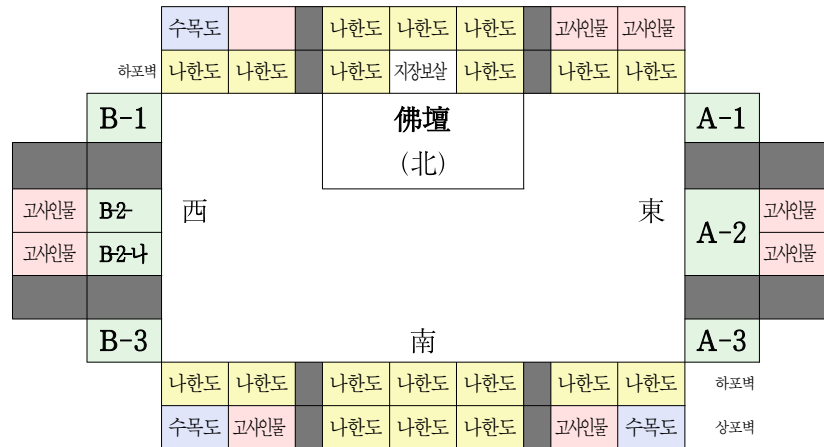 수목도 나한도 나한도 나한도 고사인물 고사인물
하포벽 나한도 나한도 나한도 지장보살 나한도 나한도 나한도
B-1 佛壇 A-1
(北)
고사인물 B-2- 西 東 A-2 고사인물
고사인물 B-2-나 고사인물
B-3 南 A-3
나한도 나한도 나한도 나한도 나한도 나한도 나한도 하포벽
수목도 고사인물 나한도 나한도 나한도 고사인물 수목도 상포벽